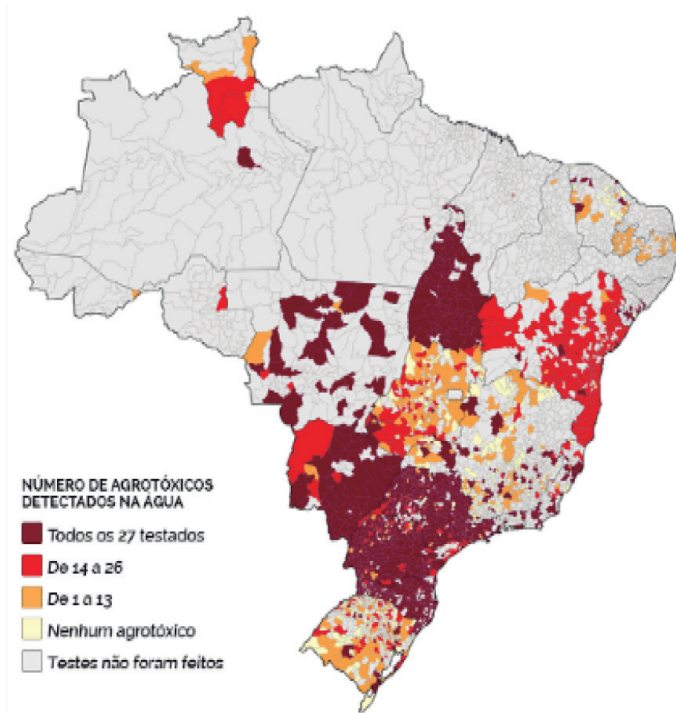 NÚMERO DE AGROTÓXICOS
DETECTADOS NA ÁGUA
Todos os 27 testados
De 14 a 26
De 1 a 13
Nenhum agrotóxico
Testes não foram feitos